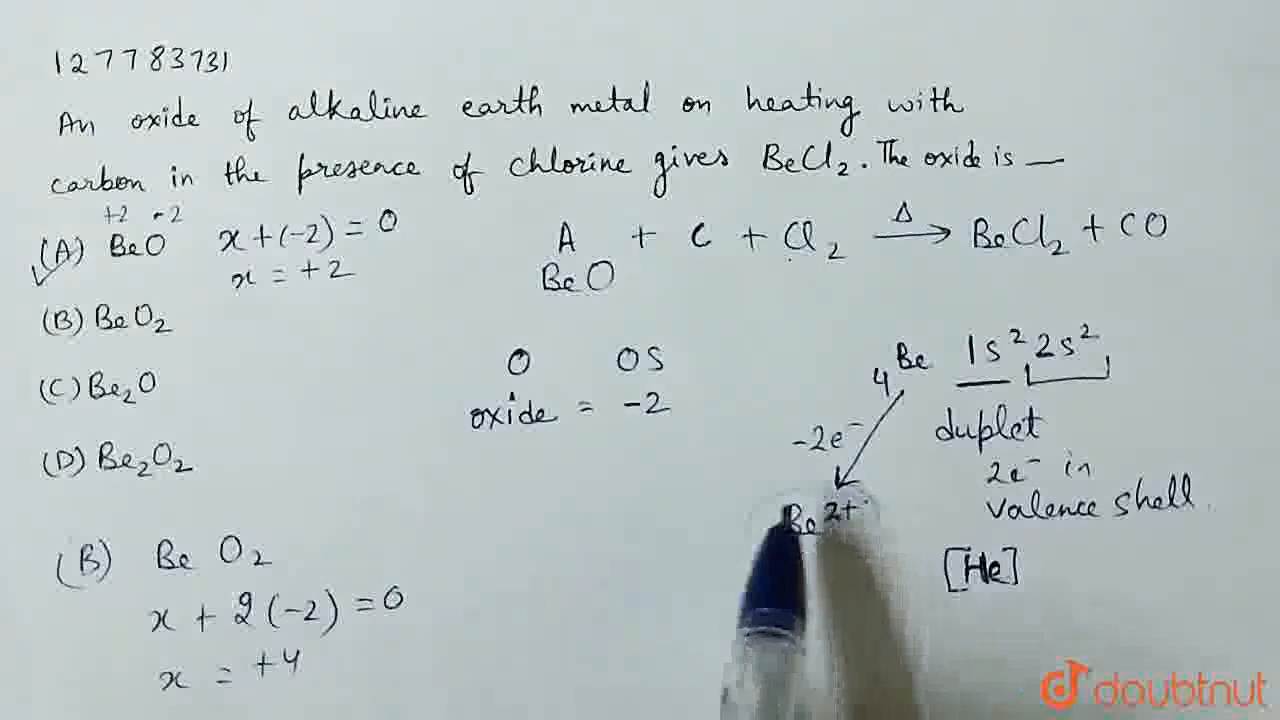 127783731
An oxide of alkaline earth metal on heating with
carbon in the presence of chlorine gives BeCl₂. The oxide is —
+2 -2
(A) BeO x+(-2) = 0
x = +2
A + C + Cl₂ Δ→ BeCl₂ + CO
BeO
(B) BeO₂
(C) Be₂O
(D) Be₂O₂
O OS
oxide = -2
₄Be 1s² 2s²
-2e⁻
Be²⁺
duplet
2e⁻ in
valence shell.
[He]
(B) Be O₂
x + 2(-2) = 0
x = +4
doubtnut